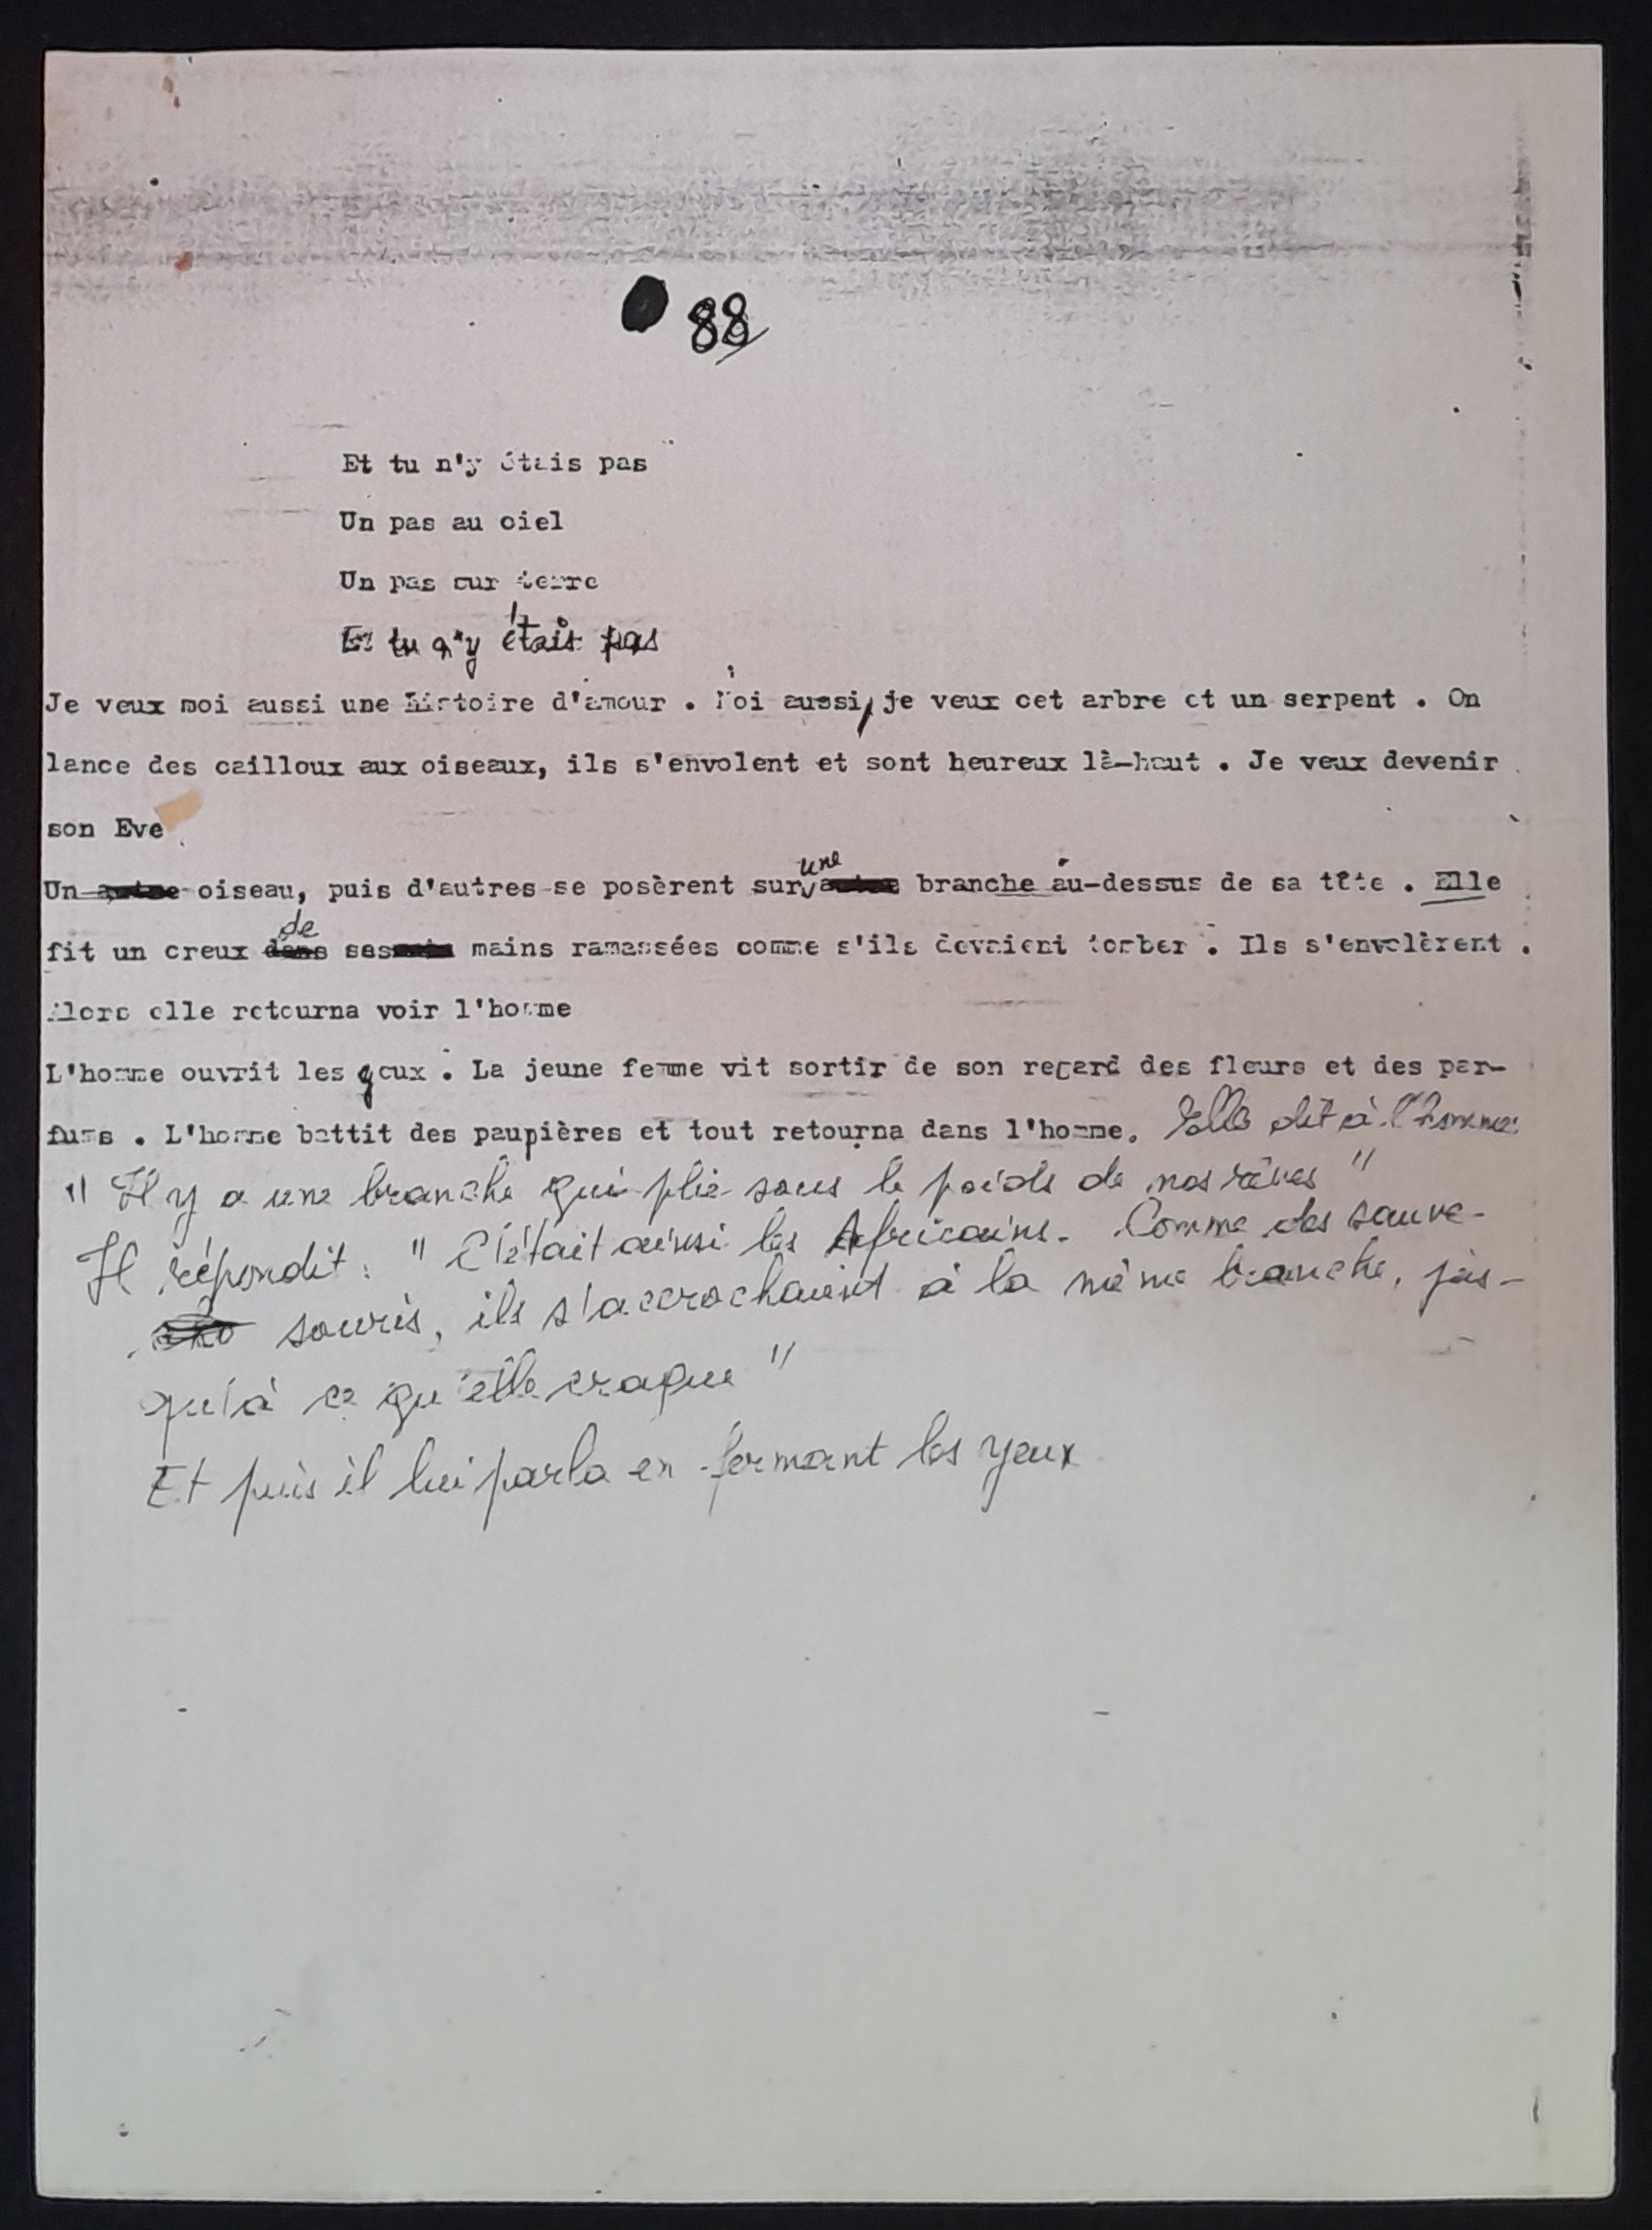 88
Et tu n'y étais pas
Un pas au ciel
Un pas sur terre
Et tu n'y étais pas
Je veux moi aussi une histoire d'amour . Moi aussi, je veux cet arbre et un serpent . On
lance des cailloux aux oiseaux, ils s'envolent et sont heureux là-haut . Je veux devenir
son Eve
Un autre oiseau, puis d'autres se posèrent sur une branche au-dessus de sa tête . Elle
fit un creux dans de ses mains ramassées comme s'ils devaient tomber . Ils s'envolèrent .
Alors elle retourna voir l'homme
L'homme ouvrit les yeux . La jeune femme vit sortir de son regard des fleurs et des par-
fums . L'homme battit des paupières et tout retourna dans l'homme. Elle dit à l'homme
" Il y a une branche qui plie sous le poids de nos rêves "
Il répondit : " C'était ainsi les Africains. Comme des sauve-
souris, ils s'accrochaient à la même branche, jus-
qu'à ce qu'elle craque "
Et puis il lui parla en fermant les yeux